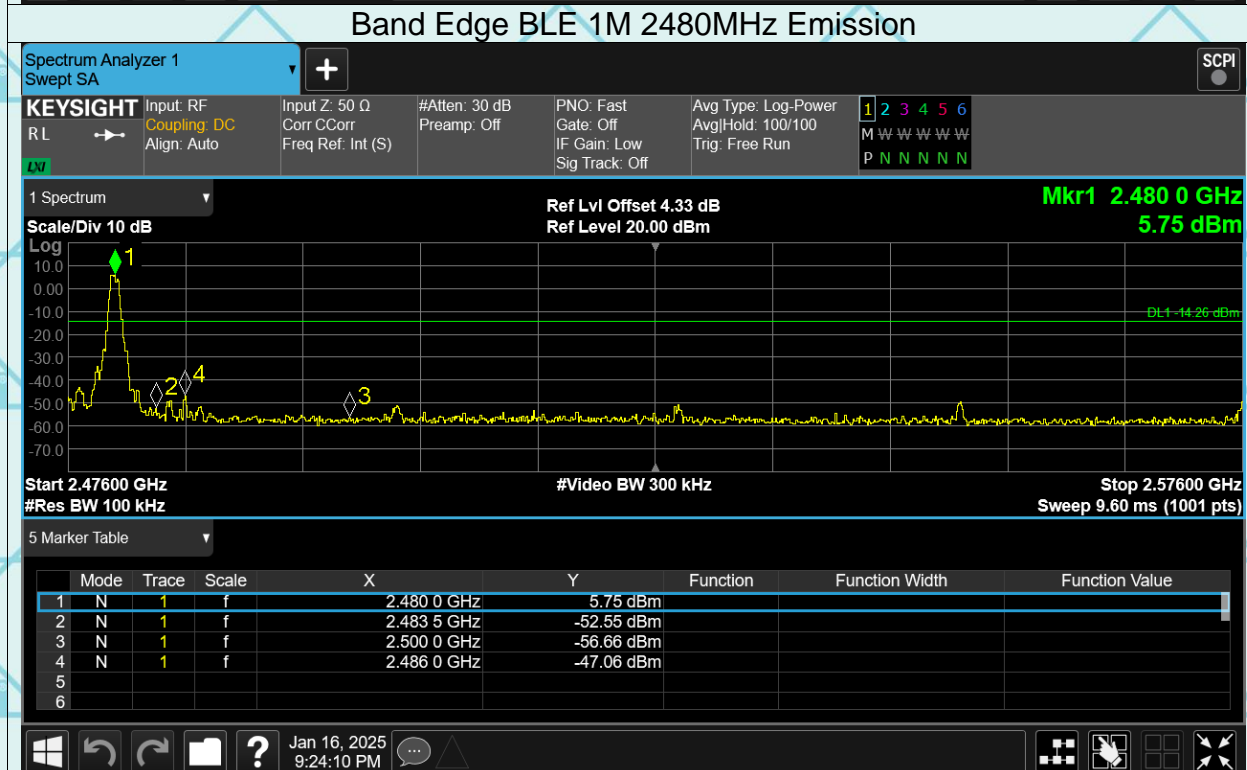 Band Edge BLE 1M 2480MHz Emission
Spectrum Analyzer 1
Swept SA
SCPI
KEYSIGHT Input: RF Input Z: 50 Ω #Atten: 30 dB PNO: Fast Avg Type: Log-Power 1 2 3 4 5 6
RL Coupling: DC Corr CCorr Preamp: Off Gate: Off Avg|Hold: 100/100 M W W W W W
Align: Auto Freq Ref: Int (S) IF Gain: Low Trig: Free Run P N N N N N
LXI Sig Track: Off
1 Spectrum
Scale/Div 10 dB
Ref Lvl Offset 4.33 dB
Ref Level 20.00 dBm
Mkr1 2.480 0 GHz
5.75 dBm
Log
10.0
0.00
-10.0
-20.0
-30.0
-40.0
-50.0
-60.0
-70.0
1
2
4
3
DL1 -14.26 dBm
Start 2.47600 GHz #Video BW 300 kHz Stop 2.57600 GHz
#Res BW 100 kHz Sweep 9.60 ms (1001 pts)
5 Marker Table
Mode Trace Scale X Y Function Function Width Function Value
1 N 1 f 2.480 0 GHz 5.75 dBm
2 N 1 f 2.483 5 GHz -52.55 dBm
3 N 1 f 2.500 0 GHz -56.66 dBm
4 N 1 f 2.486 0 GHz -47.06 dBm
5
6
? Jan 16, 2025
9:24:10 PM